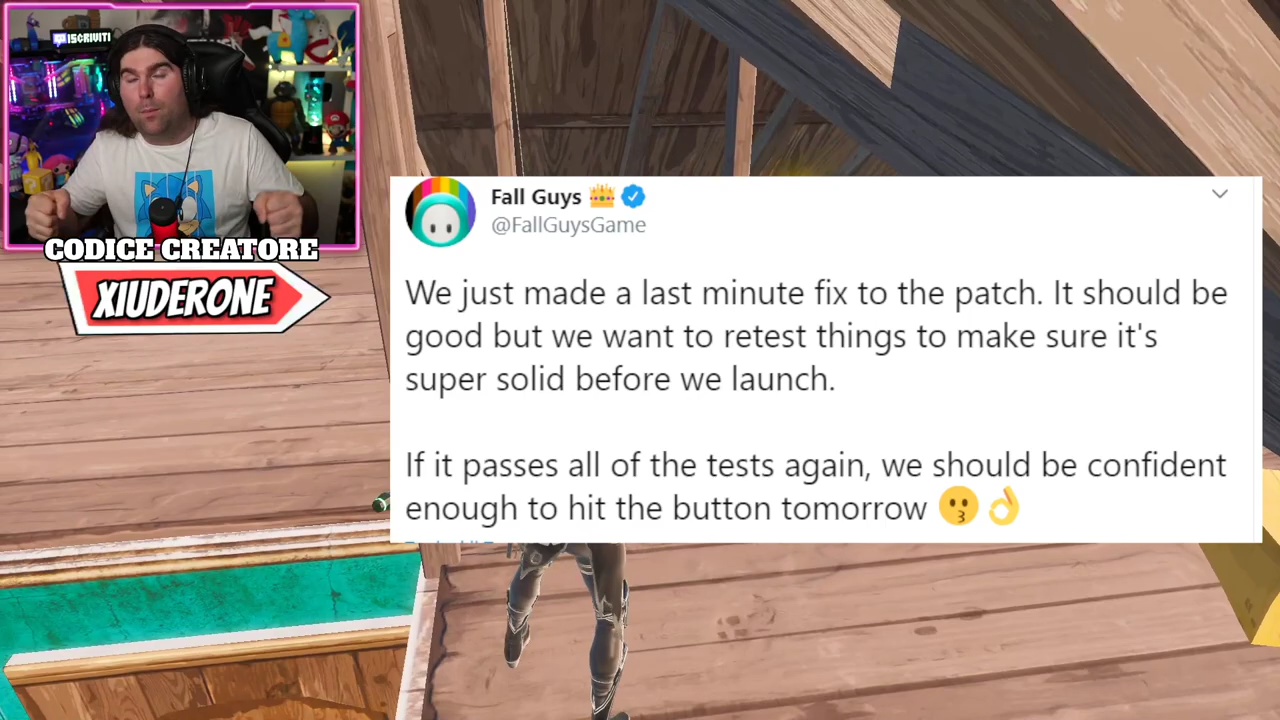 ISCRIVITI
CODICE CREATORE
XIUDERONE
Fall Guys
@FallGuysGame
We just made a last minute fix to the patch. It should be
good but we want to retest things to make sure it's
super solid before we launch.
If it passes all of the tests again, we should be confident
enough to hit the button tomorrow 😗👌